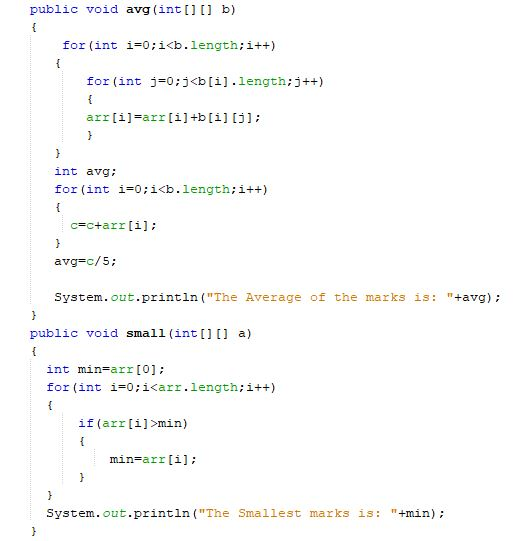 public void avg(int[][] b)
{
for(int i=0;i<b.length;i++)
{
for(int j=0;j<b[i].length;j++)
{
arr[i]=arr[i]+b[i][j];
}
}
int avg;
for(int i=0;i<b.length;i++)
{
c=c+arr[i];
}
avg=c/5;
System.out.println("The Average of the marks is: "+avg);
}
public void small(int[][] a)
{
int min=arr[0];
for(int i=0;i<arr.length;i++)
{
if(arr[i]>min)
{
min=arr[i];
}
}
System.out.println("The Smallest marks is: "+min);
}